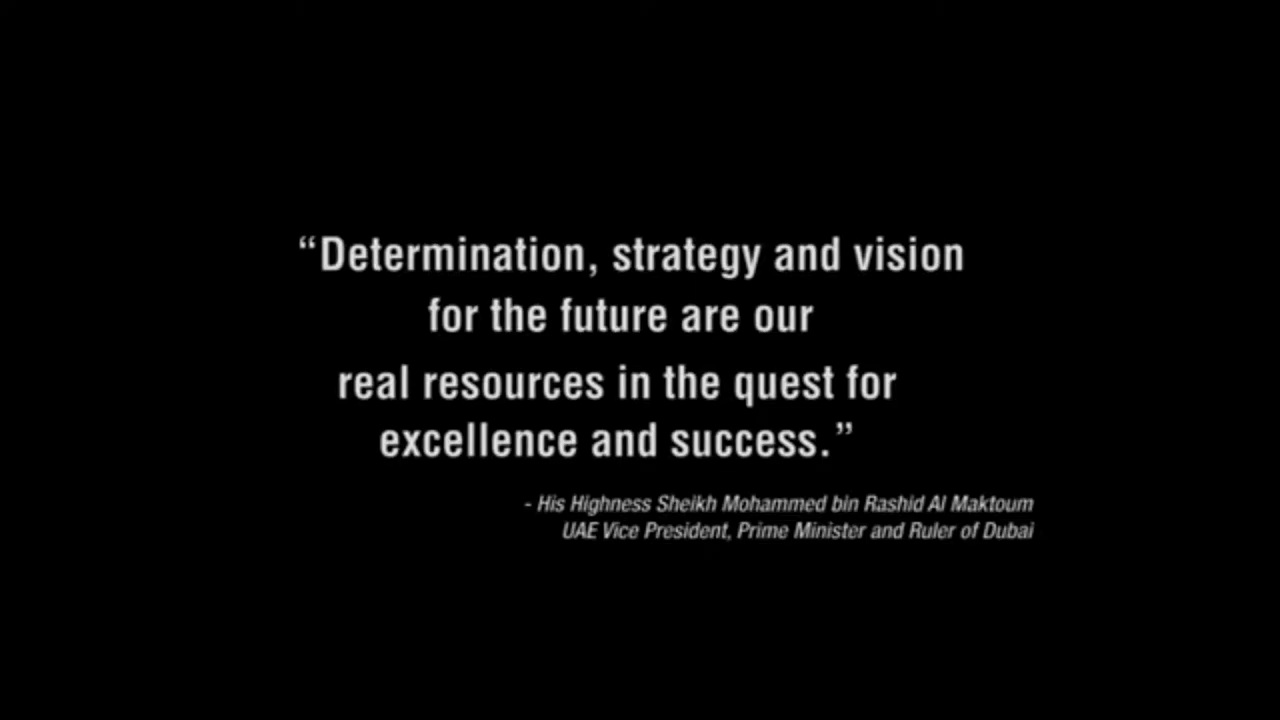 “Determination, strategy and vision
for the future are our
real resources in the quest for
excellence and success.”
- His Highness Sheikh Mohammed bin Rashid Al Maktoum
UAE Vice President, Prime Minister and Ruler of Dubai